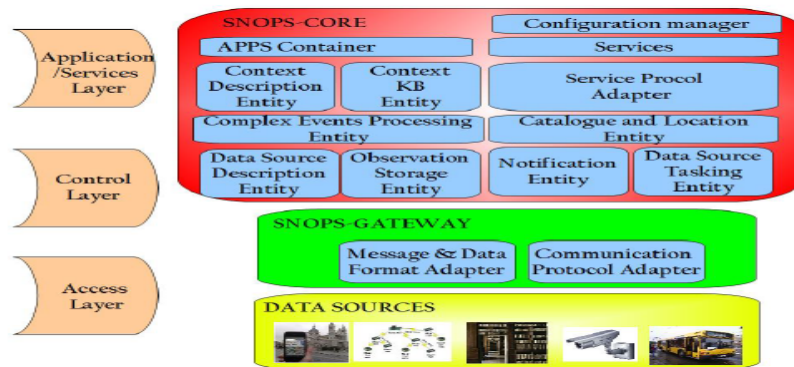 Application
/Services
Layer
Control
Layer
Access
Layer
SNOPS-CORE
Configuration manager
APPS Container
Services
Context
Description
Entity
Context
KB
Entity
Service Procol
Adapter
Complex Events Processing
Entity
Catalogue and Location
Entity
Data Source
Description
Entity
Observation
Storage
Entity
Notification
Entity
Data Source
Tasking
Entity
SNOPS-GATEWAY
Message & Data
Format Adapter
Communication
Protocol Adapter
DATA SOURCES